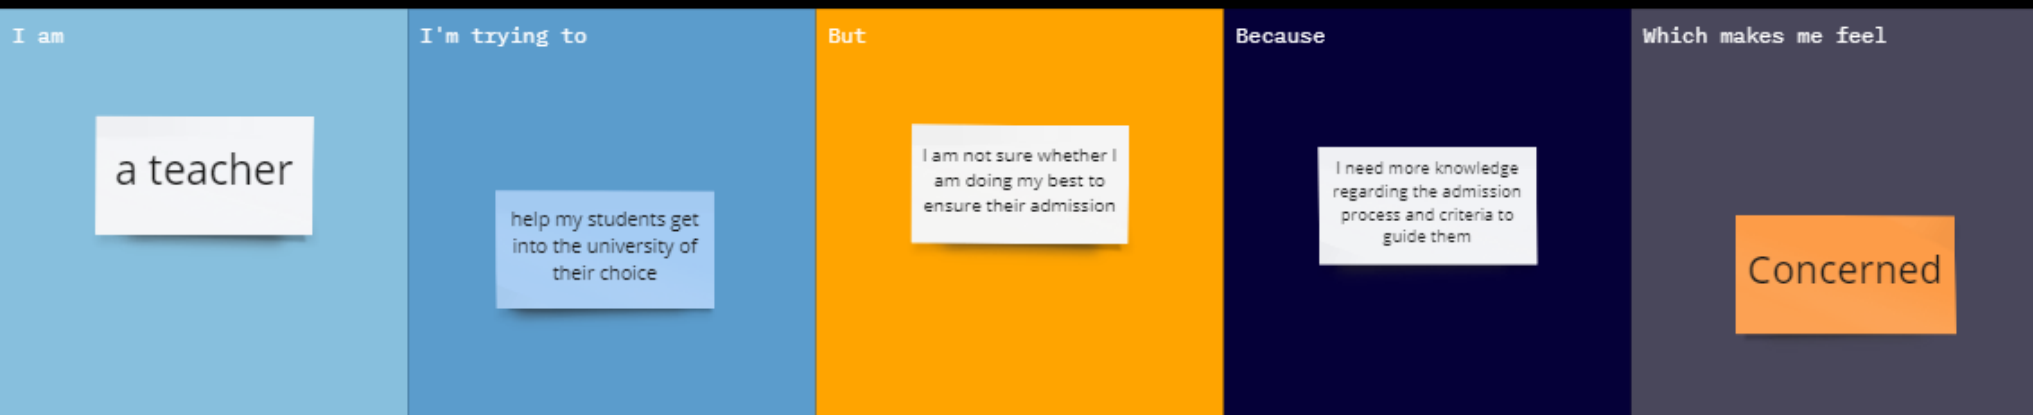 I am
a teacher
I'm trying to
help my students get
into the university of
their choice
But
I am not sure whether I
am doing my best to
ensure their admission
Because
I need more knowledge
regarding the admission
process and criteria to
guide them
Which makes me feel
Concerned